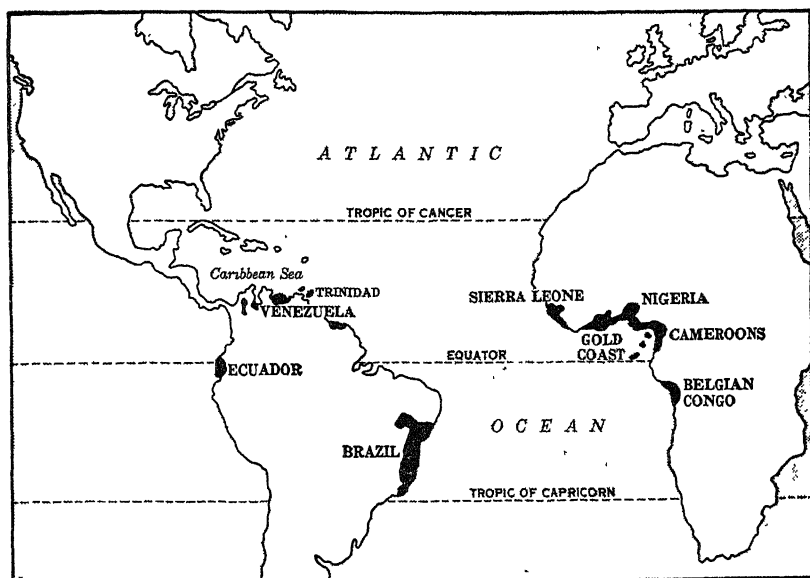 ATLANTIC
TROPIC OF CANCER
Caribbean Sea
TRINIDAD
VENEZUELA
SIERRA LEONE
NIGERIA
GOLD
COAST
CAMEROONS
EQUATOR
ECUADOR
BELGIAN
CONGO
OCEAN
BRAZIL
TROPIC OF CAPRICORN